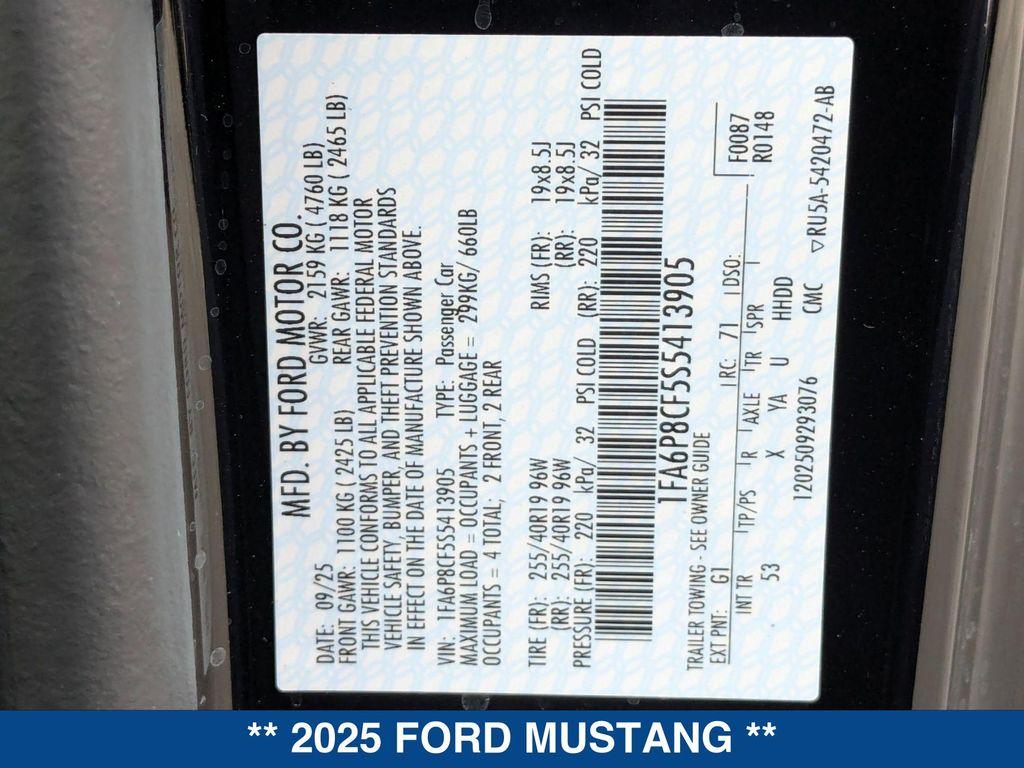 MFD. BY FORD MOTOR CO.
DATE: 09/25 GVWR: 2159 KG ( 4760 LB)
FRONT GAWR: 1100 KG ( 2425 LB) REAR GAWR: 1118 KG ( 2465 LB)
THIS VEHICLE CONFORMS TO ALL APPLICABLE FEDERAL MOTOR
VEHICLE SAFETY, BUMPER, AND THEFT PREVENTION STANDARDS
IN EFFECT ON THE DATE OF MANUFACTURE SHOWN ABOVE.
VIN: 1FA6P8CF5S5413905 TYPE: Passenger Car
MAXIMUM LOAD = OCCUPANTS + LUGGAGE = 299KG/ 660LB
OCCUPANTS = 4 TOTAL; 2 FRONT, 2 REAR
TIRE (FR): 255/40R19 96W RIMS (FR): 19x8.5J
(RR): 255/40R19 96W (RR): 19x8.5J
PRESSURE (FR): 220 kPa/ 32 PSI COLD (RR): 220 kPa/ 32 PSI COLD
1FA6P8CF5S5413905
TRAILER TOWING - SEE OWNER GUIDE F0087
EXT PNT: G1 RC: 71 DSO: R0148
INT TR TP/PS R AXLE TR SPR
53 X YA U HHDD
1202509293076 CMC ▽RU5A-5420472-AB
** 2025 FORD MUSTANG **